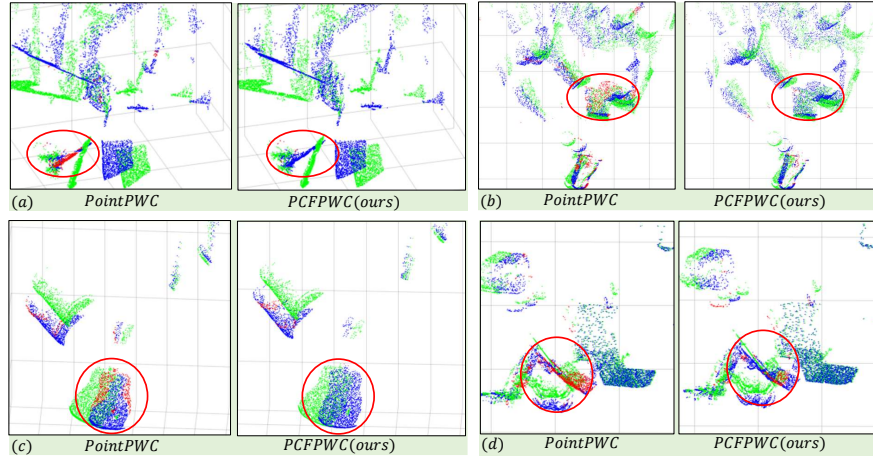 (a) PointPWC PCFPWC(ours)
(b) PointPWC PCFPWC(ours)
(c) PointPWC PCFPWC(ours)
(d) PointPWC PCFPWC(ours)